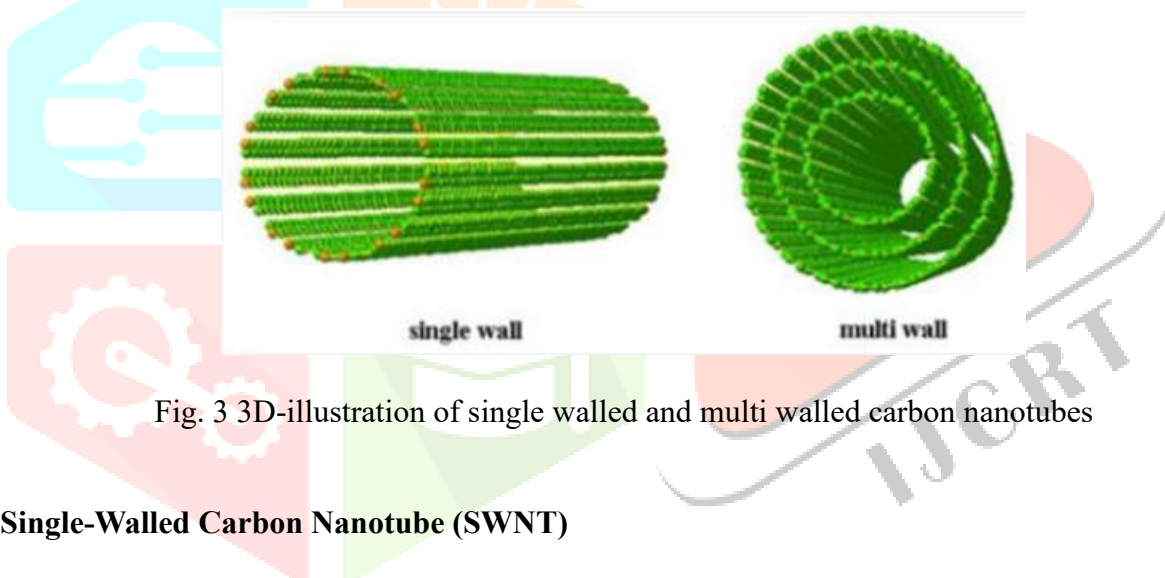 single wall
multi wall
IJCRT
Fig. 3 3D-illustration of single walled and multi walled carbon nanotubes
Single-Walled Carbon Nanotube (SWNT)